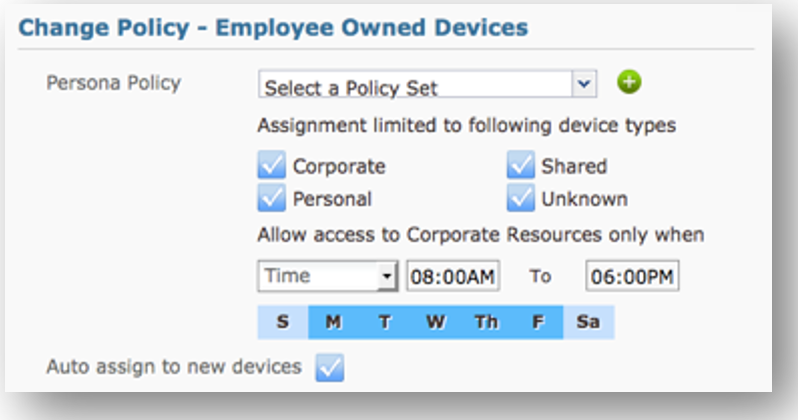 Change Policy - Employee Owned Devices
Persona Policy Select a Policy Set
Assignment limited to following device types
Corporate Shared
Personal Unknown
Allow access to Corporate Resources only when
Time 08:00AM To 06:00PM
S M T W Th F Sa
Auto assign to new devices